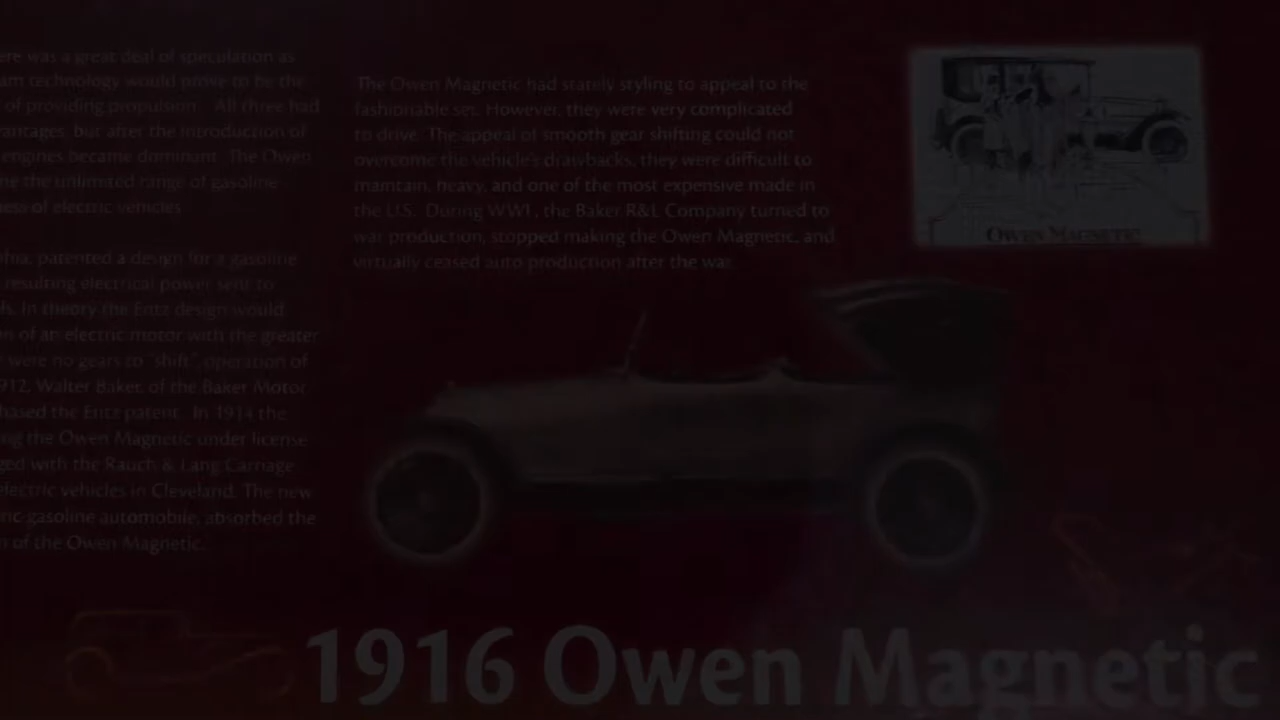 ere was a great deal of speculation as
am technology would prove to be the
of providing propulsion. All three had
vantages, but after the introduction of
engines became dominant. The Owen
ne the unlimited range of gasoline
ness of electric vehicles
phia, patented a design for a gasoline
resulting electrical power sent to
ls. In theory the Entz design would
on of an electric motor with the greater
were no gears to "shift", operation of
912, Walter Baker, of the Baker Motor
hased the Entz patent. In 1914 the
ng the Owen Magnetic under license
ged with the Rauch & Lang Carriage
electric vehicles in Cleveland. The new
ric gasoline automobile, absorbed the
n of the Owen Magnetic.
The Owen Magnetic had stately styling to appeal to the
fashionable set. However, they were very complicated
to drive. The appeal of smooth gear shifting could not
overcome the vehicle's drawbacks, they were difficult to
maintain, heavy, and one of the most expensive made in
the U.S. During WWI, the Baker R&L Company turned to
war production, stopped making the Owen Magnetic, and
virtually ceased auto production after the war.
OWEN MAGNETIC
1916 Owen Magnetic